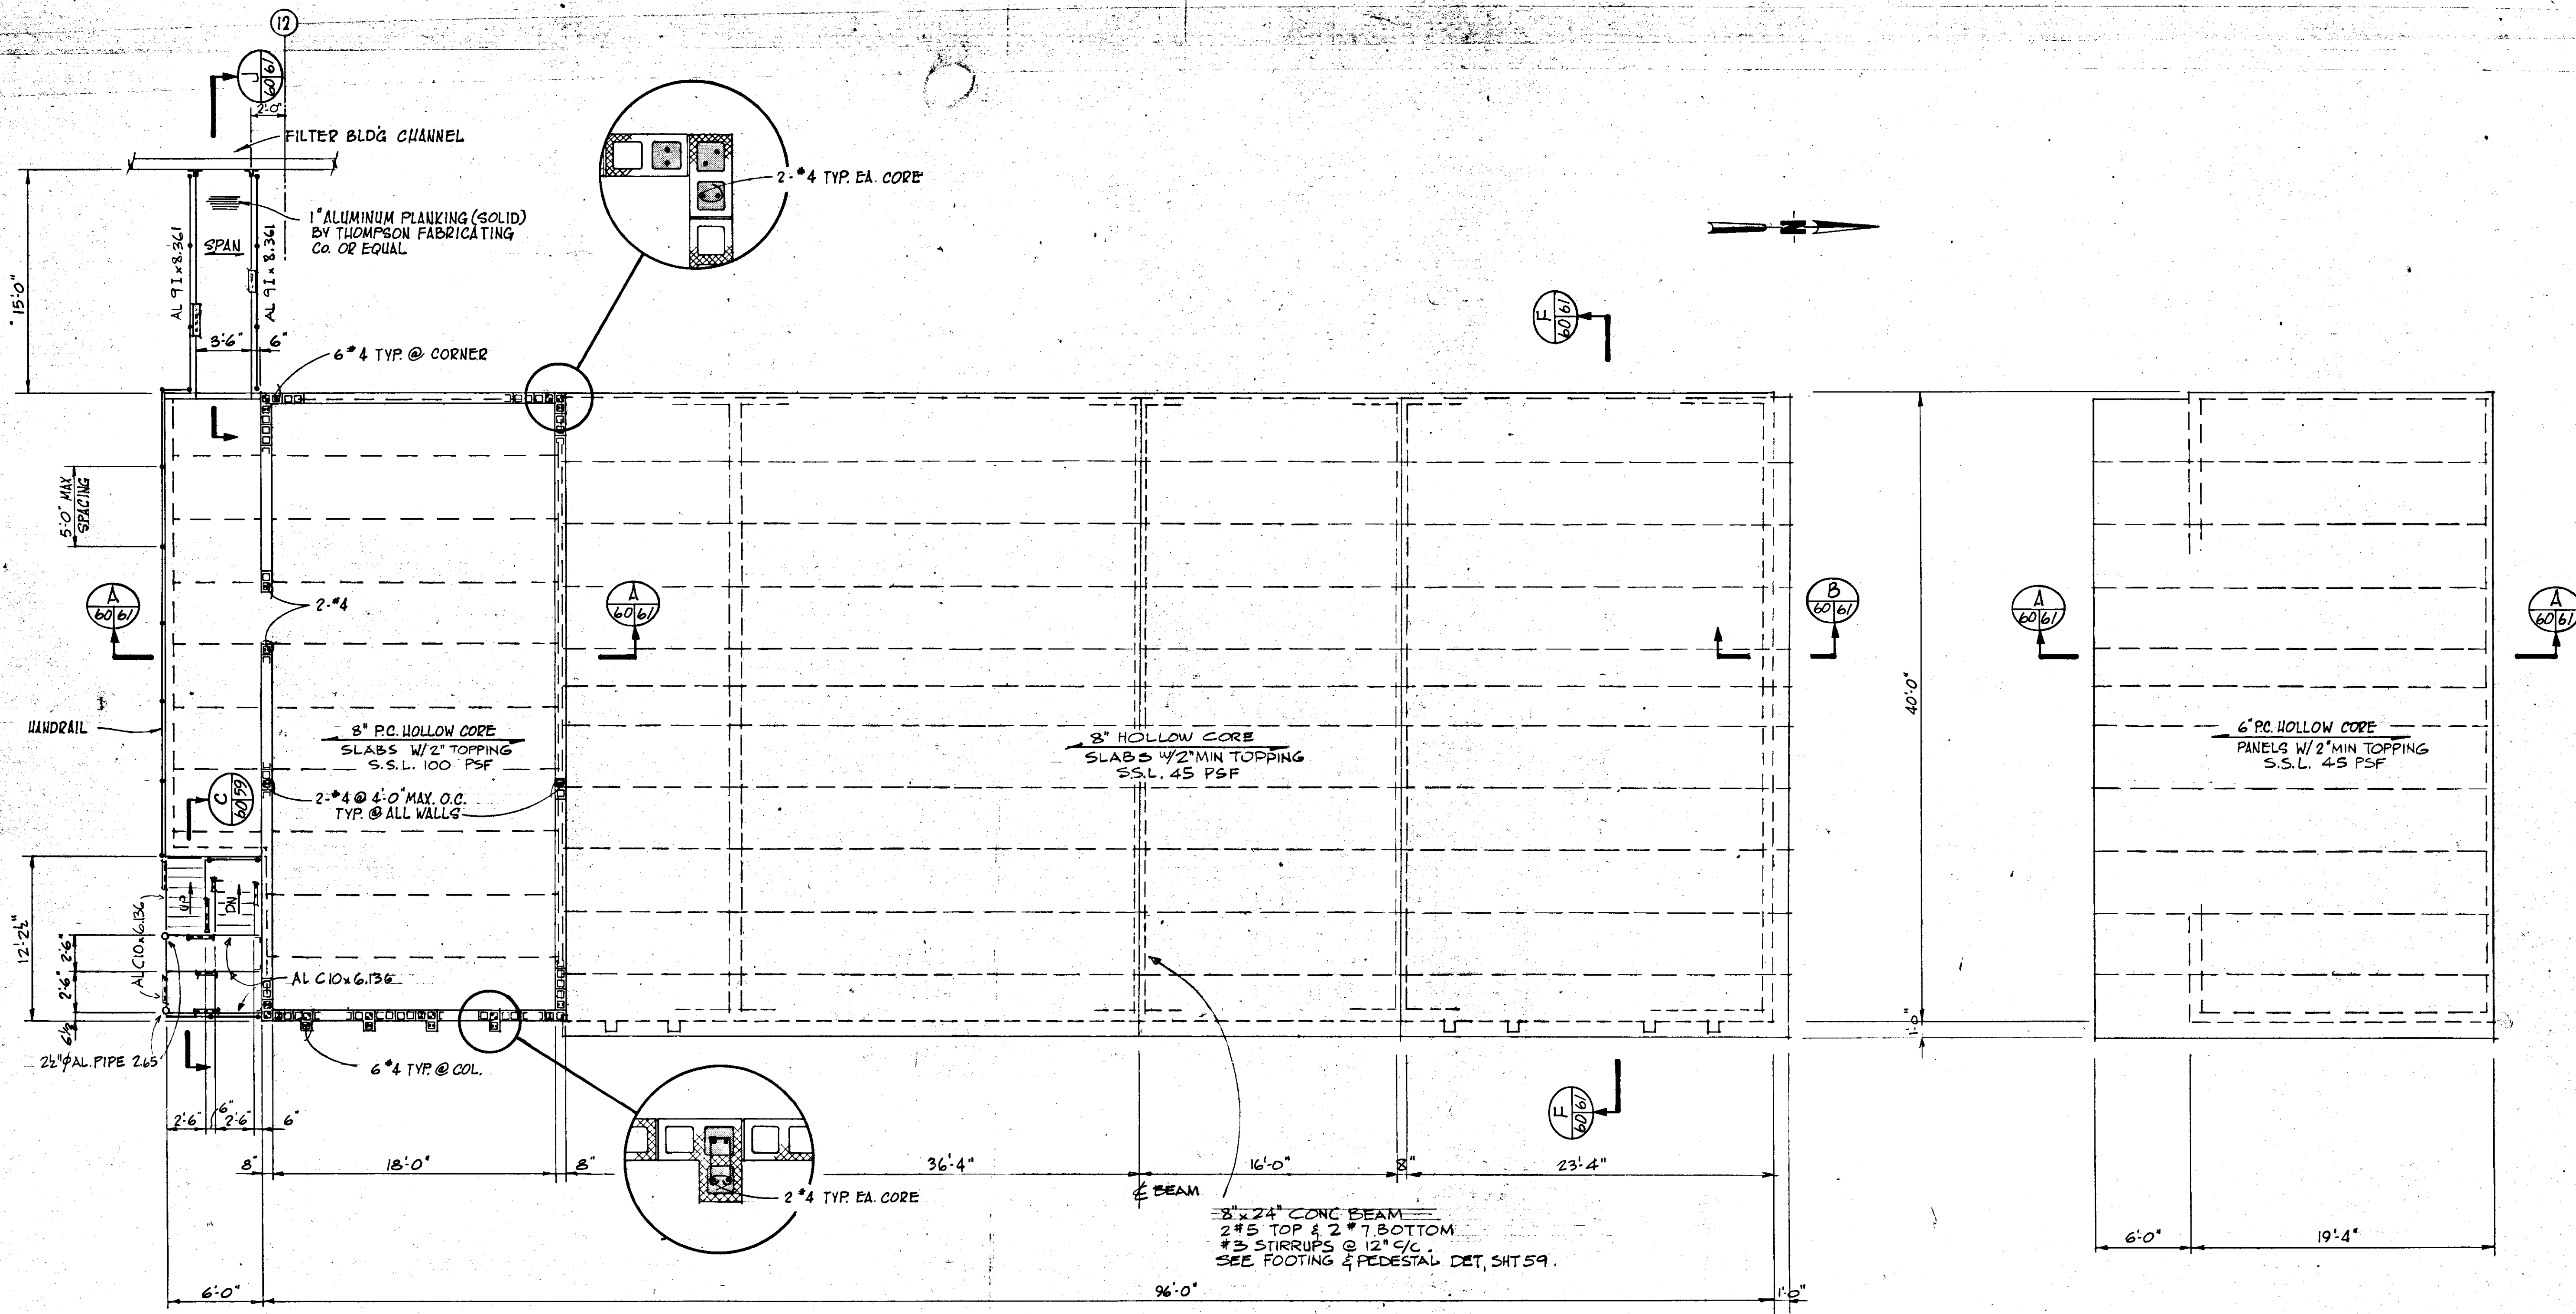 12
J
60 61
2'-0"
FILTER BLD'G CHANNEL
1" ALUMINUM PLANKING (SOLID)
BY THOMPSON FABRICATING
CO. OR EQUAL
SPAN
AL 9 I x 8.361
AL 9 I x 8.361
15'-0"
3'-6"
6"
6 #4 TYP. @ CORNER
2-#4 TYP. EA. CORE
N
F
60 61
5'-0" MAX
SPACING
A
60 61
2-#4
A
60 61
B
60 61
A
60 61
A
60 61
40'-0"
HANDRAIL
8" P.C. HOLLOW CORE
SLABS W/ 2" TOPPING
S.S.L. 100 PSF
8" HOLLOW CORE
SLABS W/2" MIN TOPPING
S.S.L. 45 PSF
6" P.C. HOLLOW CORE
PANELS W/ 2" MIN TOPPING
S.S.L. 45 PSF
C
60 59
2-#4 @ 4'-0" MAX. O.C.
TYP. @ ALL WALLS
12'-2½"
UP
DN
AL C10 x 6.136
2'-6"
2'-6"
6½"
AL C10 x 6.136
1'-0"
2½"Φ AL. PIPE 2.65
6 #4 TYP. @ COL.
2'-6"
6"
2'-6"
6"
F
60 61
8"
18'-0"
8"
36'-4"
16'-0"
8"
23'-4"
2 #4 TYP. EA. CORE
℄ BEAM
8" x 24" CONC BEAM
2 #5 TOP & 2 #7 BOTTOM
#3 STIRRUPS @ 12" C/C.
SEE FOOTING & PEDESTAL DET, SHT 59.
6'-0"
19'-4"
6'-0"
96'-0"
1'-0"